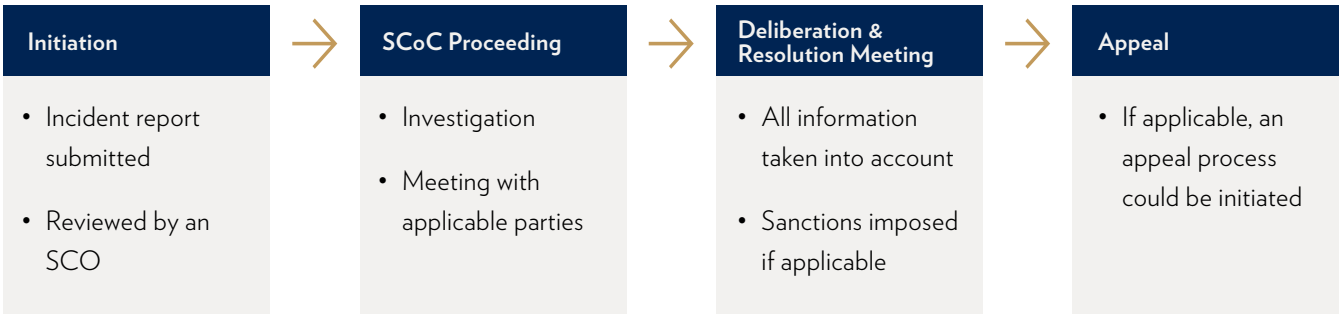 Initiation
• Incident report
submitted
• Reviewed by an
SCO
SCoC Proceeding
• Investigation
• Meeting with
applicable parties
Deliberation &
Resolution Meeting
• All information
taken into account
• Sanctions imposed
if applicable
Appeal
• If applicable, an
appeal process
could be initiated